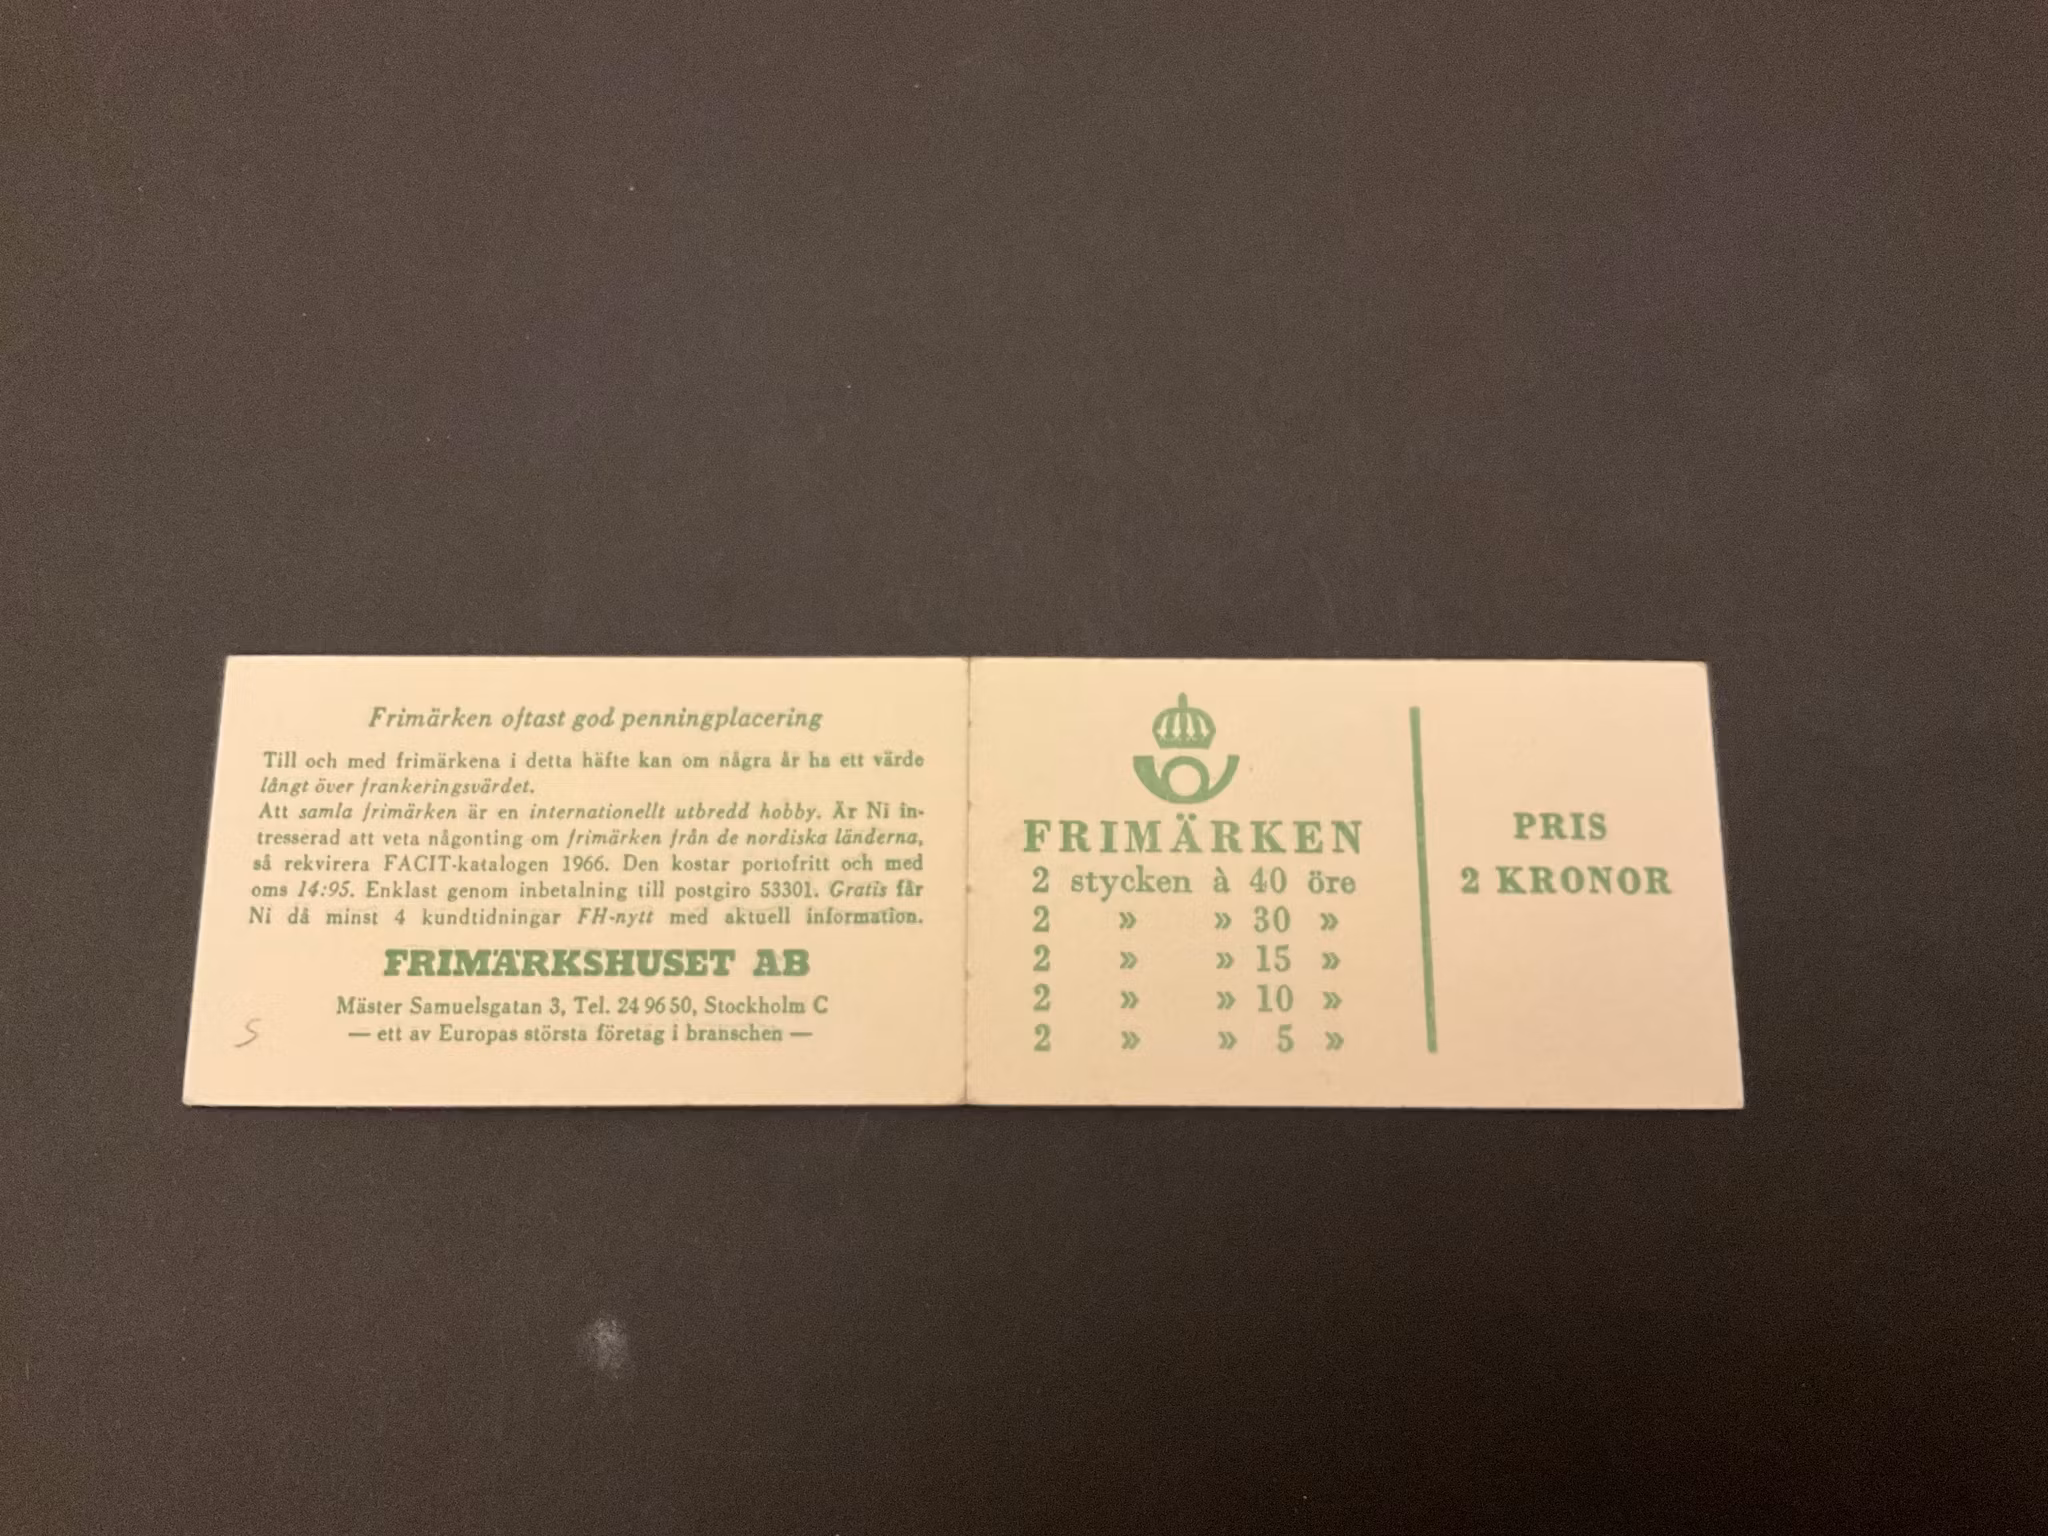 Frimärken oftast god penningplacering
Till och med frimärkena i detta häfte kan om några år ha ett värde
långt över frankeringsvärdet.
Att samla frimärken är en internationellt utbredd hobby. Är Ni in-
tresserad att veta någonting om frimärken från de nordiska länderna,
så rekvirera FACIT-katalogen 1966. Den kostar portofritt och med
oms 14:95. Enklast genom inbetalning till postgiro 53301. Gratis får
Ni då minst 4 kundtidningar FH-nytt med aktuell information.
FRIMÄRKSHUSET AB
Mäster Samuelsgatan 3, Tel. 24 96 50, Stockholm C
— ett av Europas största företag i branschen —
S
FRIMÄRKEN
2 stycken à 40 öre
2 » » 30 »
2 » » 15 »
2 » » 10 »
2 » » 5 »
PRIS
2 KRONOR